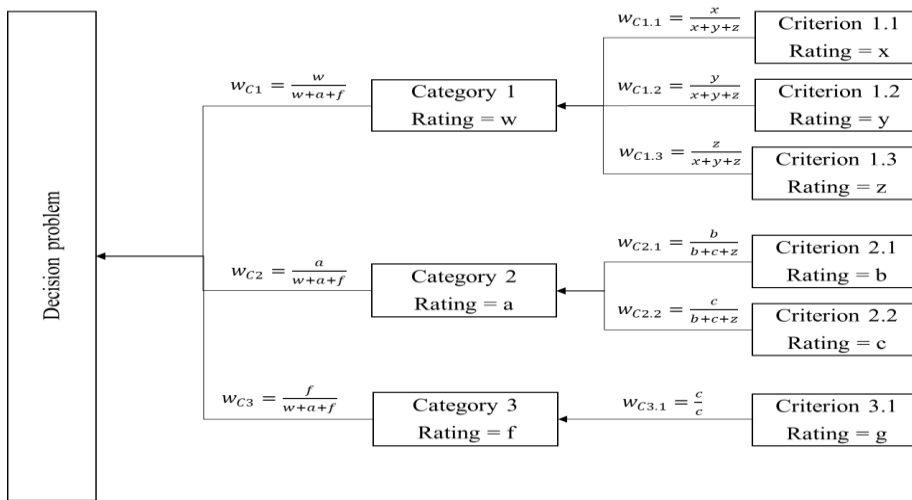 Decision problem
w_C1 = w/(w+a+f)
Category 1
Rating = w
w_C1.1 = x/(x+y+z)
Criterion 1.1
Rating = x
w_C1.2 = y/(x+y+z)
Criterion 1.2
Rating = y
w_C1.3 = z/(x+y+z)
Criterion 1.3
Rating = z
w_C2 = a/(w+a+f)
Category 2
Rating = a
w_C2.1 = b/(b+c+z)
Criterion 2.1
Rating = b
w_C2.2 = c/(b+c+z)
Criterion 2.2
Rating = c
w_C3 = f/(w+a+f)
Category 3
Rating = f
w_C3.1 = c/c
Criterion 3.1
Rating = g